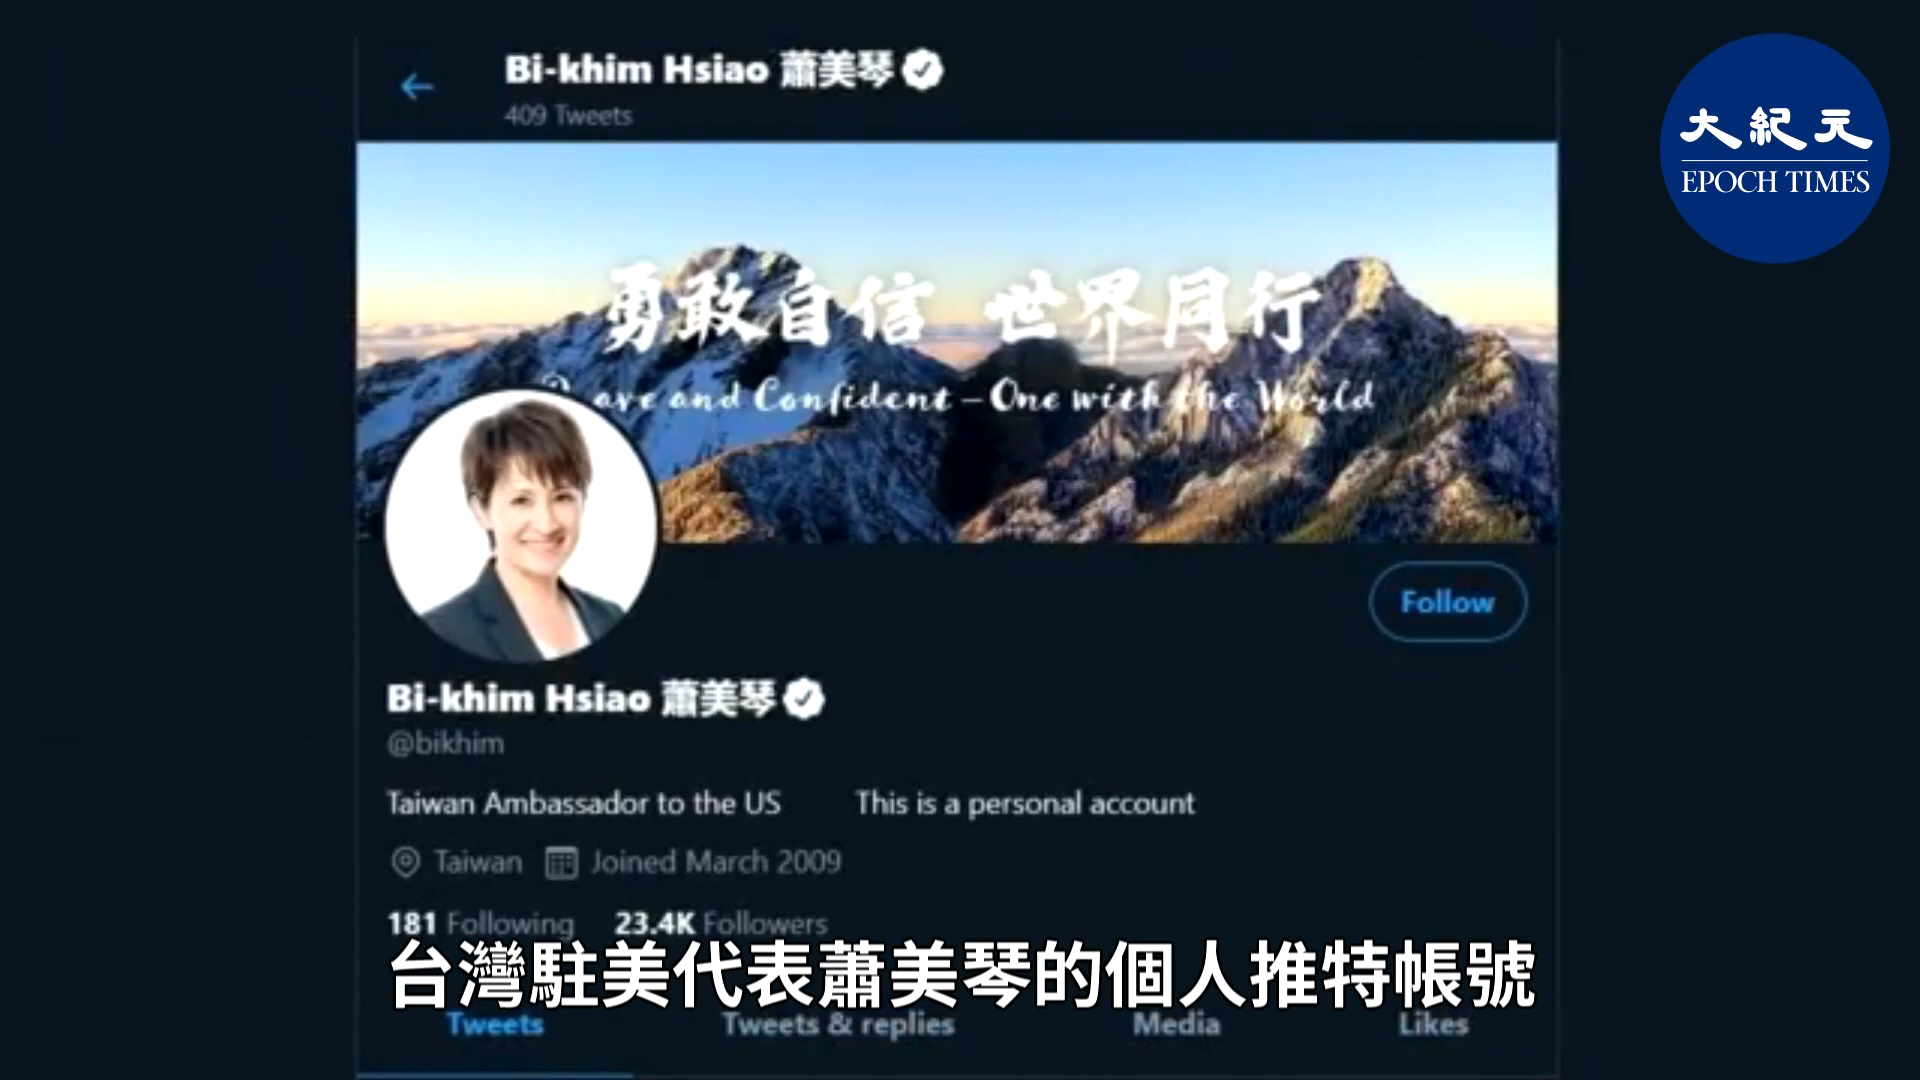 Bi-khim Hsiao 蕭美琴
409 Tweets
大紀元
EPOCH TIMES
勇敢自信 世界同行
ave and Confident – One with the World
Follow
Bi-khim Hsiao 蕭美琴
@bikhim
Taiwan Ambassador to the US This is a personal account
Taiwan Joined March 2009
181 Following 23.4K Followers
台灣駐美代表蕭美琴的個人推特帳號
Tweets Tweets & replies Media Likes